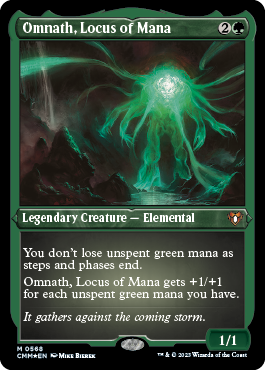 Omnath, Locus of Mana 2
Legendary Creature — Elemental
You don't lose unspent green mana as
steps and phases end.
Omnath, Locus of Mana gets +1/+1
for each unspent green mana you have.
It gathers against the coming storm.
1/1
M 0568
CMM★EN Mike Bierek
™ & © 2023 Wizards of the Coast